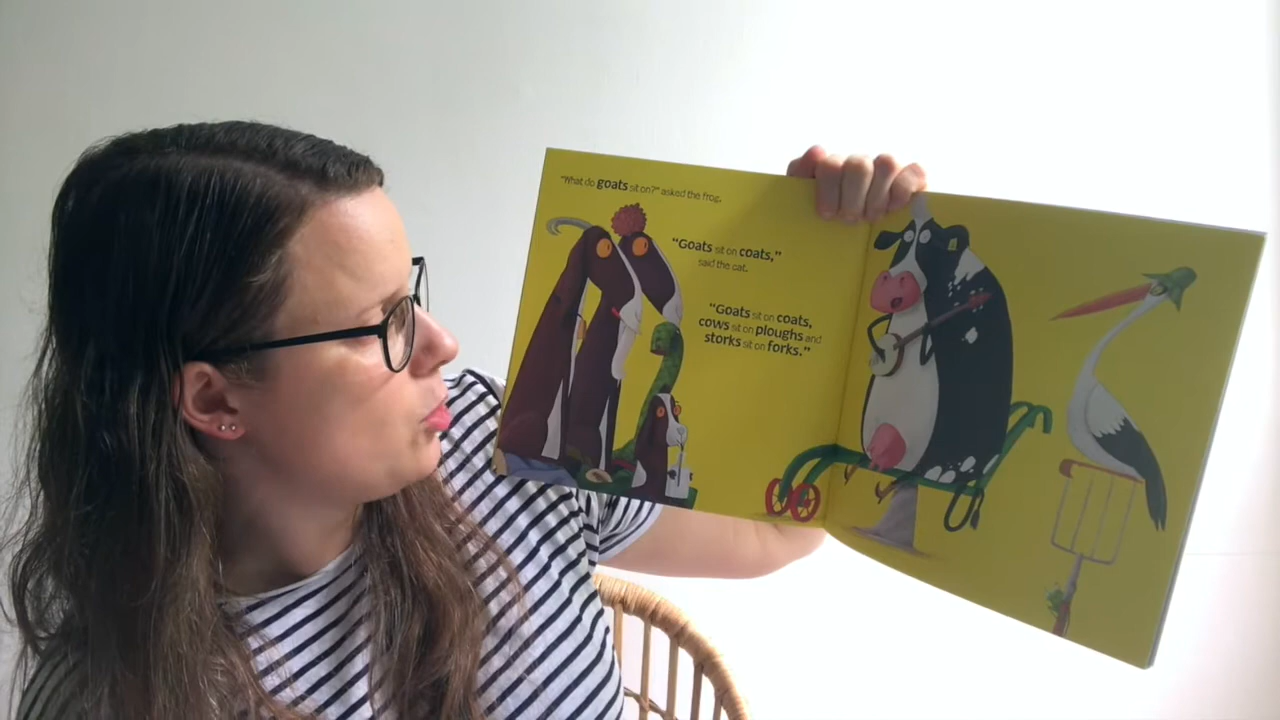 "What do goats sit on?" asked the frog.
"Goats sit on coats,"
said the cat.
"Goats sit on coats,
cows sit on ploughs and
storks sit on forks."